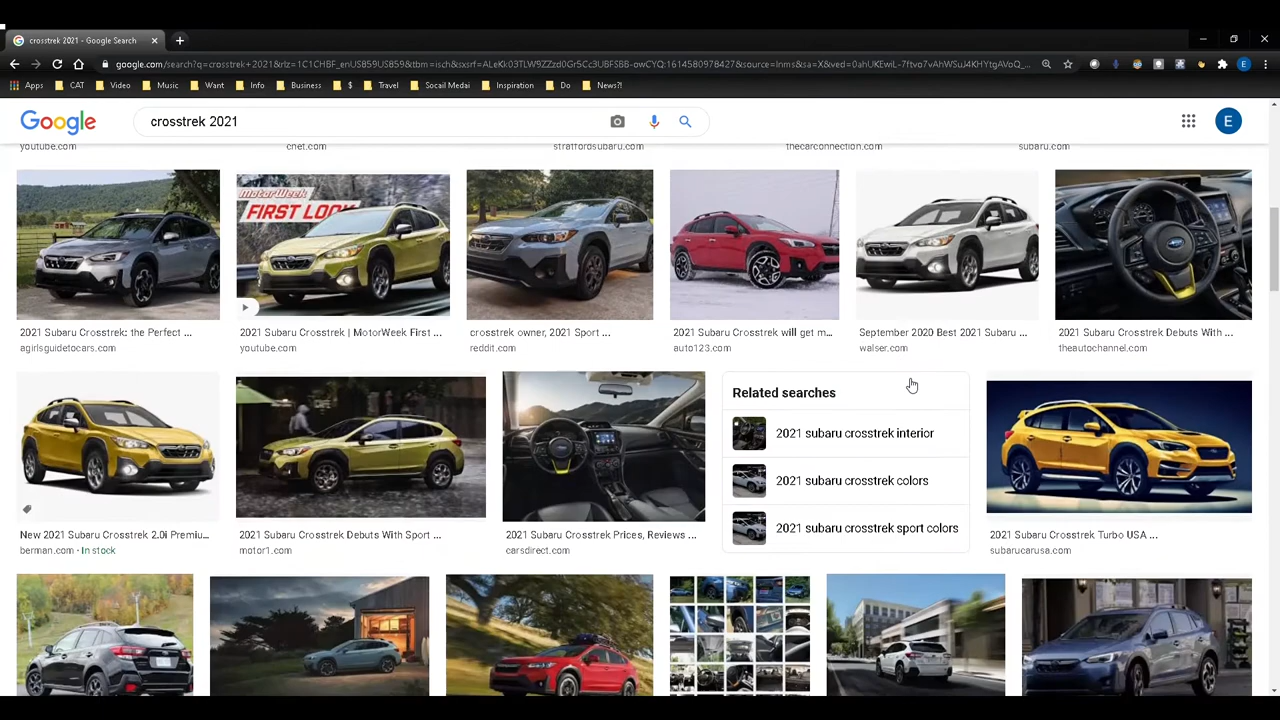 crosstrek 2021 - Google Search
Apps CAT Video Music Want Info Business $ Travel Socail Medai Inspiration Do News?! E
Google crosstrek 2021 E
youtube.com cnet.com stratfordsubaru.com thecarconnection.com subaru.com
MotorWeek
FIRST LOOK
2021 Subaru Crosstrek: the Perfect ... 2021 Subaru Crosstrek | MotorWeek First ... crosstrek owner, 2021 Sport ... 2021 Subaru Crosstrek will get m... September 2020 Best 2021 Subaru ... 2021 Subaru Crosstrek Debuts With ...
agirlsguidetocars.com youtube.com reddit.com auto123.com walser.com theautochannel.com
Related searches
2021 subaru crosstrek interior
2021 subaru crosstrek colors
2021 subaru crosstrek sport colors
New 2021 Subaru Crosstrek 2.0i Premiu... 2021 Subaru Crosstrek Debuts With Sport ... 2021 Subaru Crosstrek Prices, Reviews ... 2021 Subaru Crosstrek Turbo USA ...
berman.com · In stock motor1.com carsdirect.com subarucarusa.com